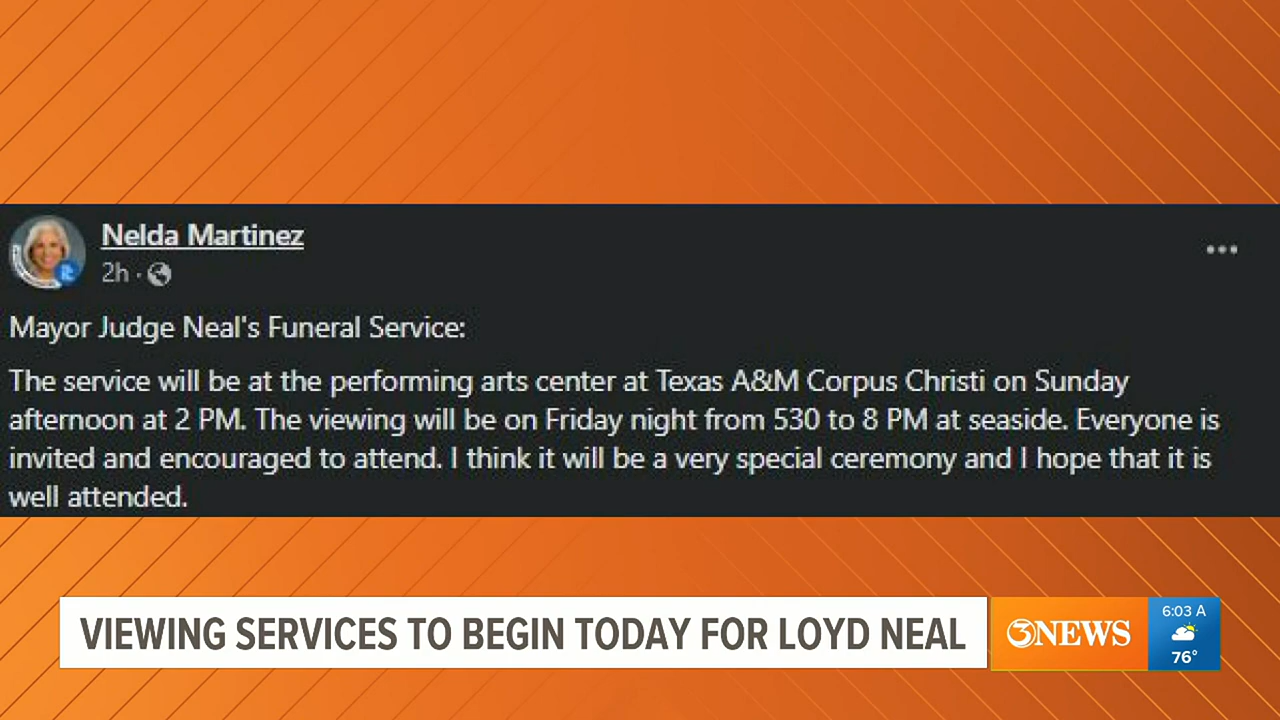 Nelda Martinez
2h ·
Mayor Judge Neal's Funeral Service:
The service will be at the performing arts center at Texas A&M Corpus Christi on Sunday
afternoon at 2 PM. The viewing will be on Friday night from 530 to 8 PM at seaside. Everyone is
invited and encouraged to attend. I think it will be a very special ceremony and I hope that it is
well attended.
VIEWING SERVICES TO BEGIN TODAY FOR LOYD NEAL
3NEWS
6:03 A
76°